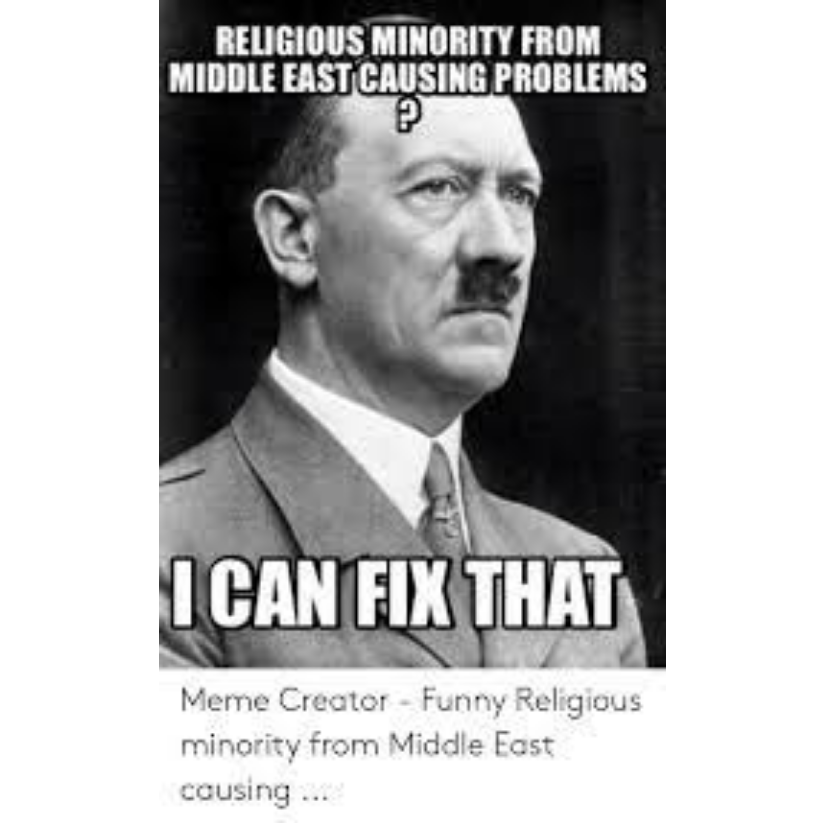 RELIGIOUS MINORITY FROM
MIDDLE EAST CAUSING PROBLEMS
?
I CAN FIX THAT
Meme Creator - Funny Religious
minority from Middle East
causing ...